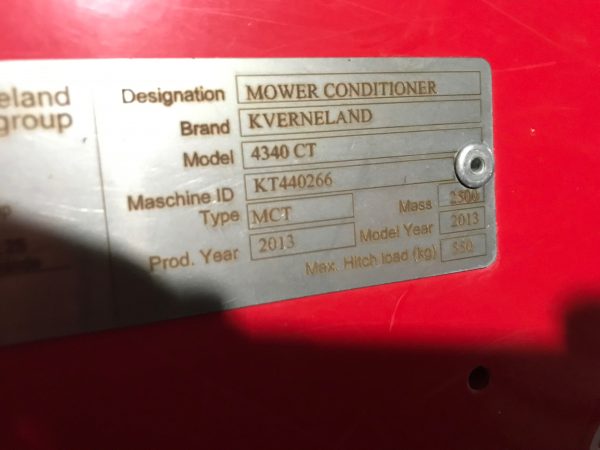 eland
group
Designation MOWER CONDITIONER
Brand KVERNELAND
Model 4340 CT
Maschine ID KT440266
Type MCT Mass 2500
Prod. Year 2013 Model Year 2013
Max. Hitch load (kg) 550